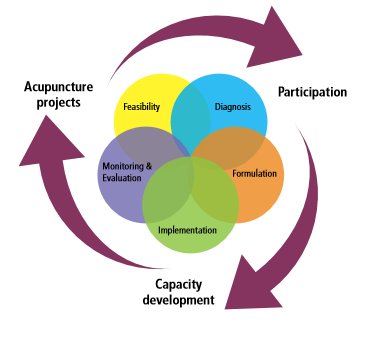 Acupuncture
projects
Participation
Feasibility
Diagnosis
Monitoring &
Evaluation
Formulation
Implementation
Capacity
development